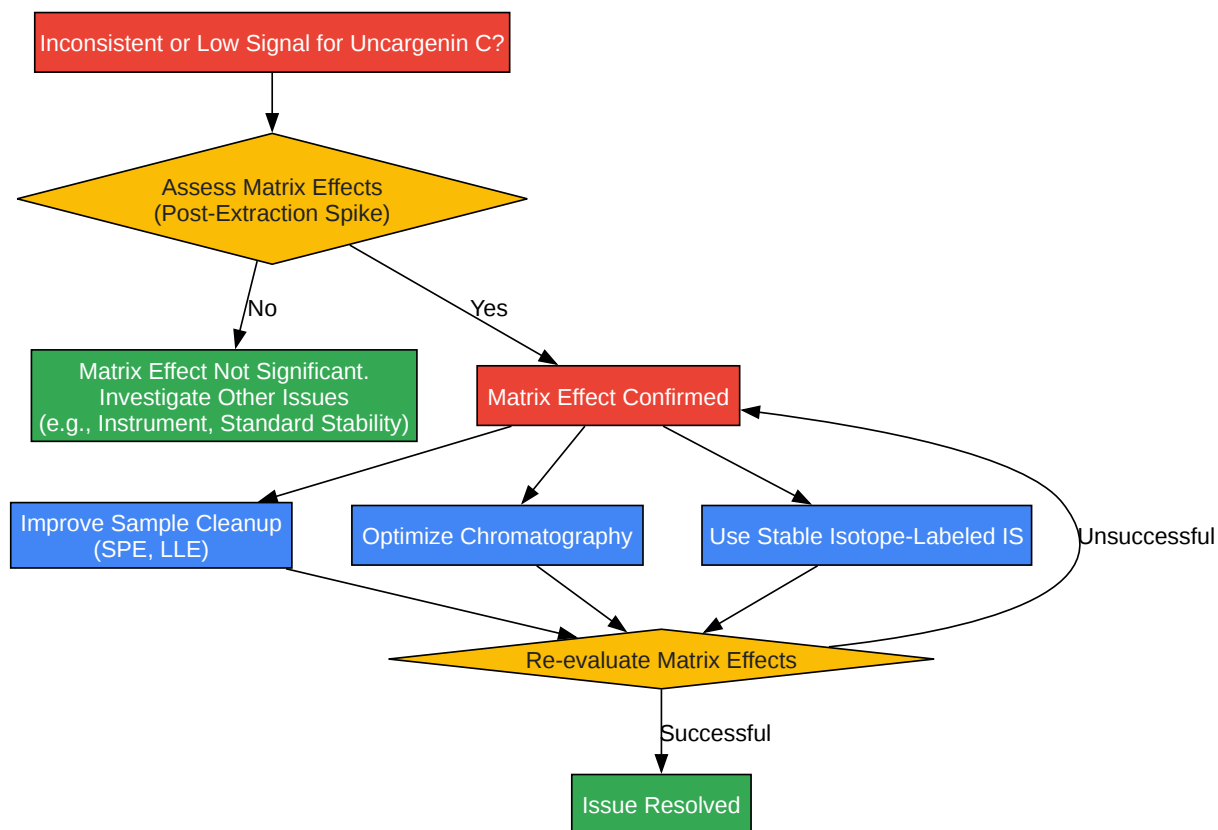 Inconsistent or Low Signal for Uncargenin C?
Assess Matrix Effects
(Post-Extraction Spike)
No
Yes
Matrix Effect Not Significant.
Investigate Other Issues
(e.g., Instrument, Standard Stability)
Matrix Effect Confirmed
Improve Sample Cleanup
(SPE, LLE)
Optimize Chromatography
Use Stable Isotope-Labeled IS
Unsuccessful
Re-evaluate Matrix Effects
Successful
Issue Resolved